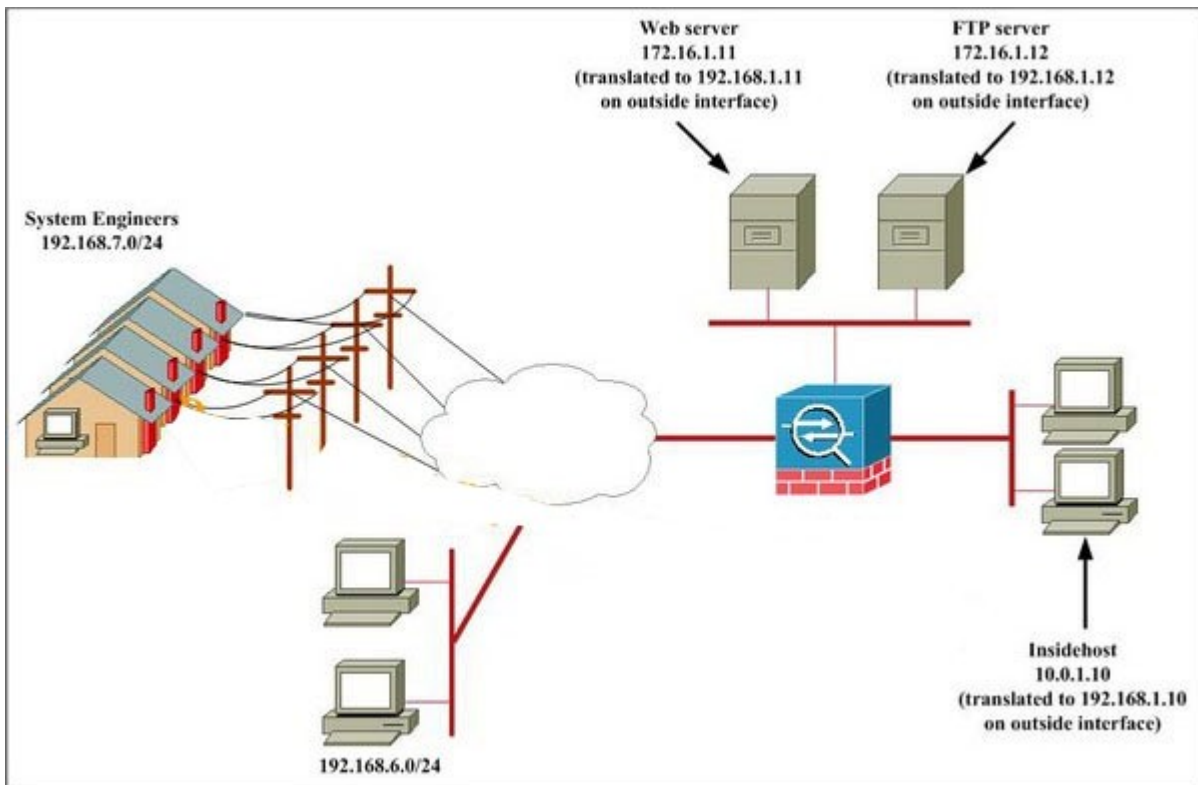 Web server
172.16.1.11
(translated to 192.168.1.11
on outside interface)
FTP server
172.16.1.12
(translated to 192.168.1.12
on outside interface)
System Engineers
192.168.7.0/24
Insidehost
10.0.1.10
(translated to 192.168.1.10
on outside interface)
192.168.6.0/24